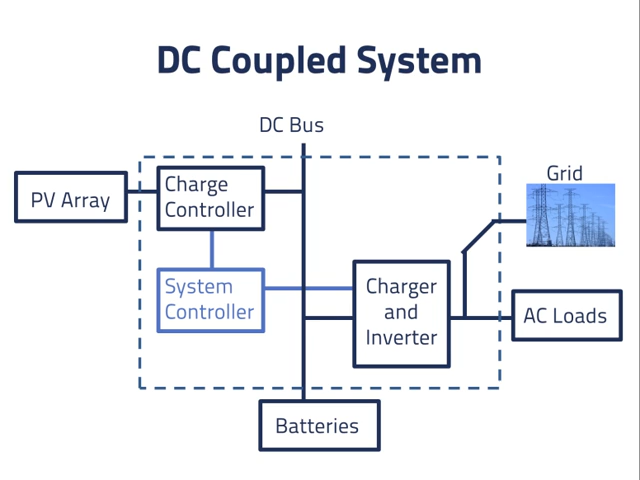 DC Coupled System
DC Bus
PV Array
Charge
Controller
Grid
System
Controller
Charger
and
Inverter
AC Loads
Batteries